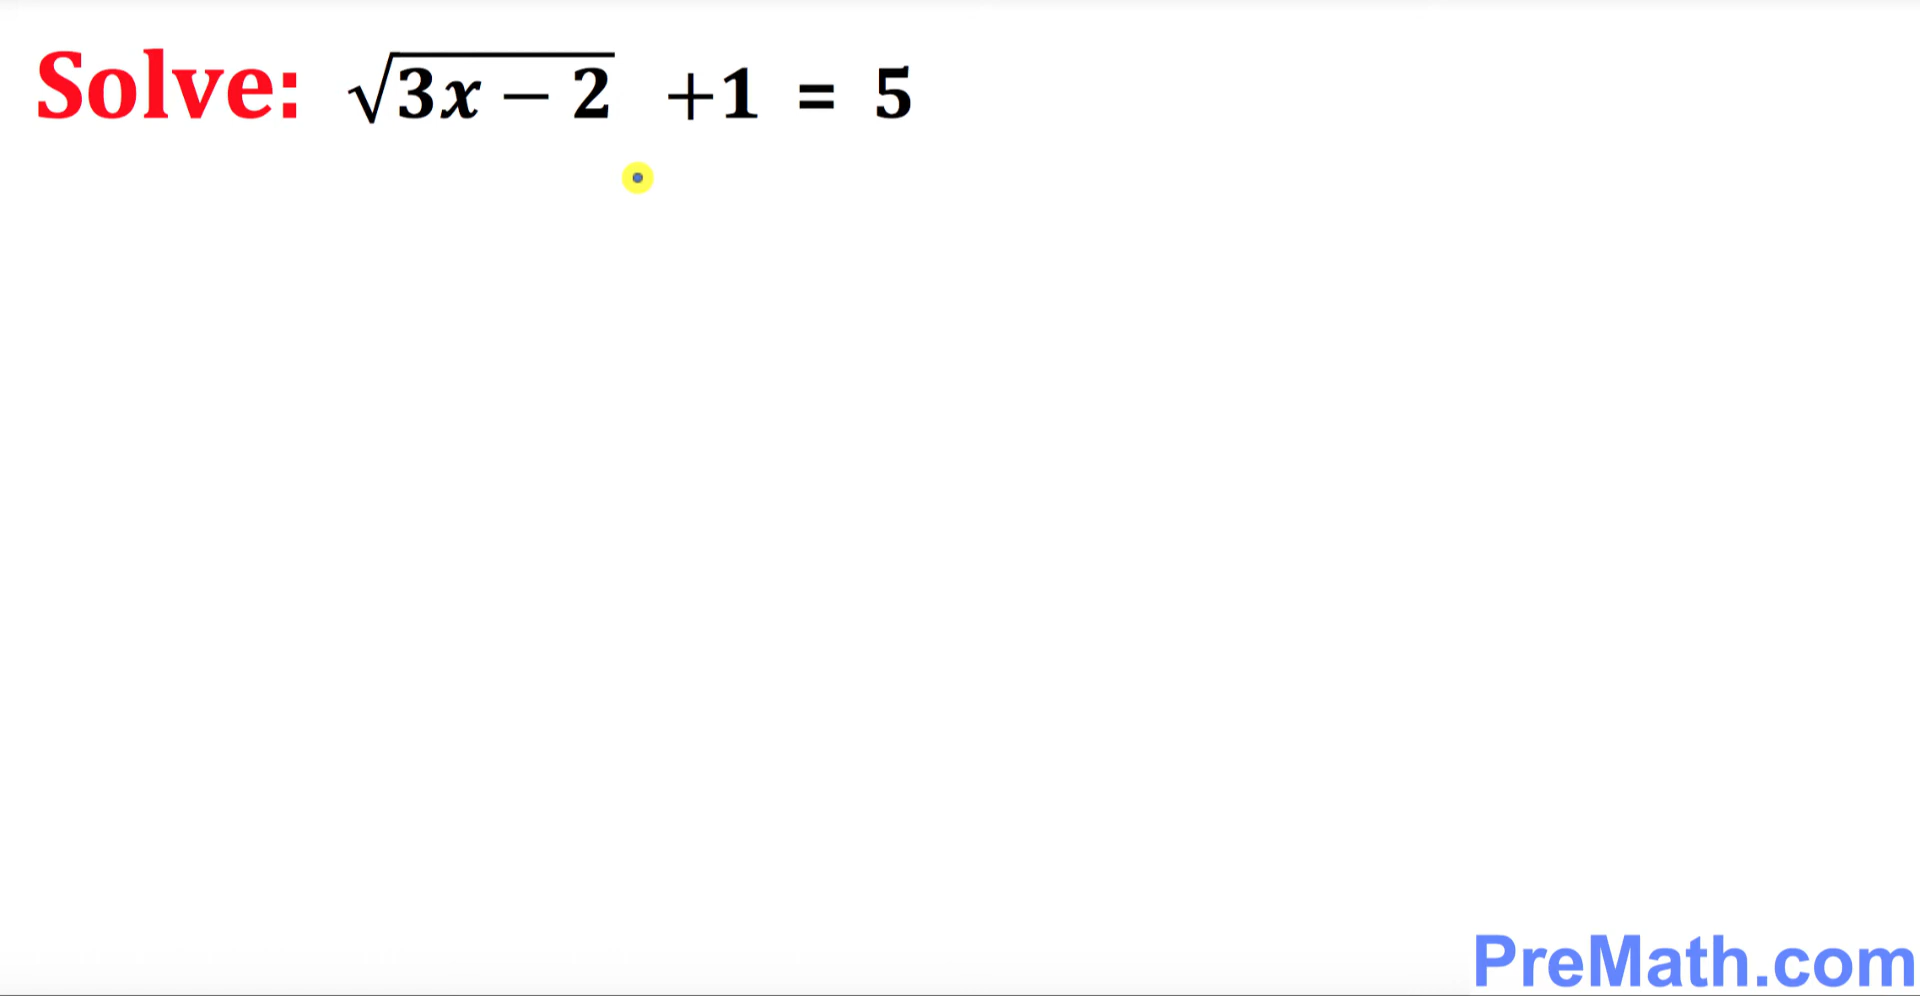 Solve: √3x − 2 +1 = 5
PreMath.com